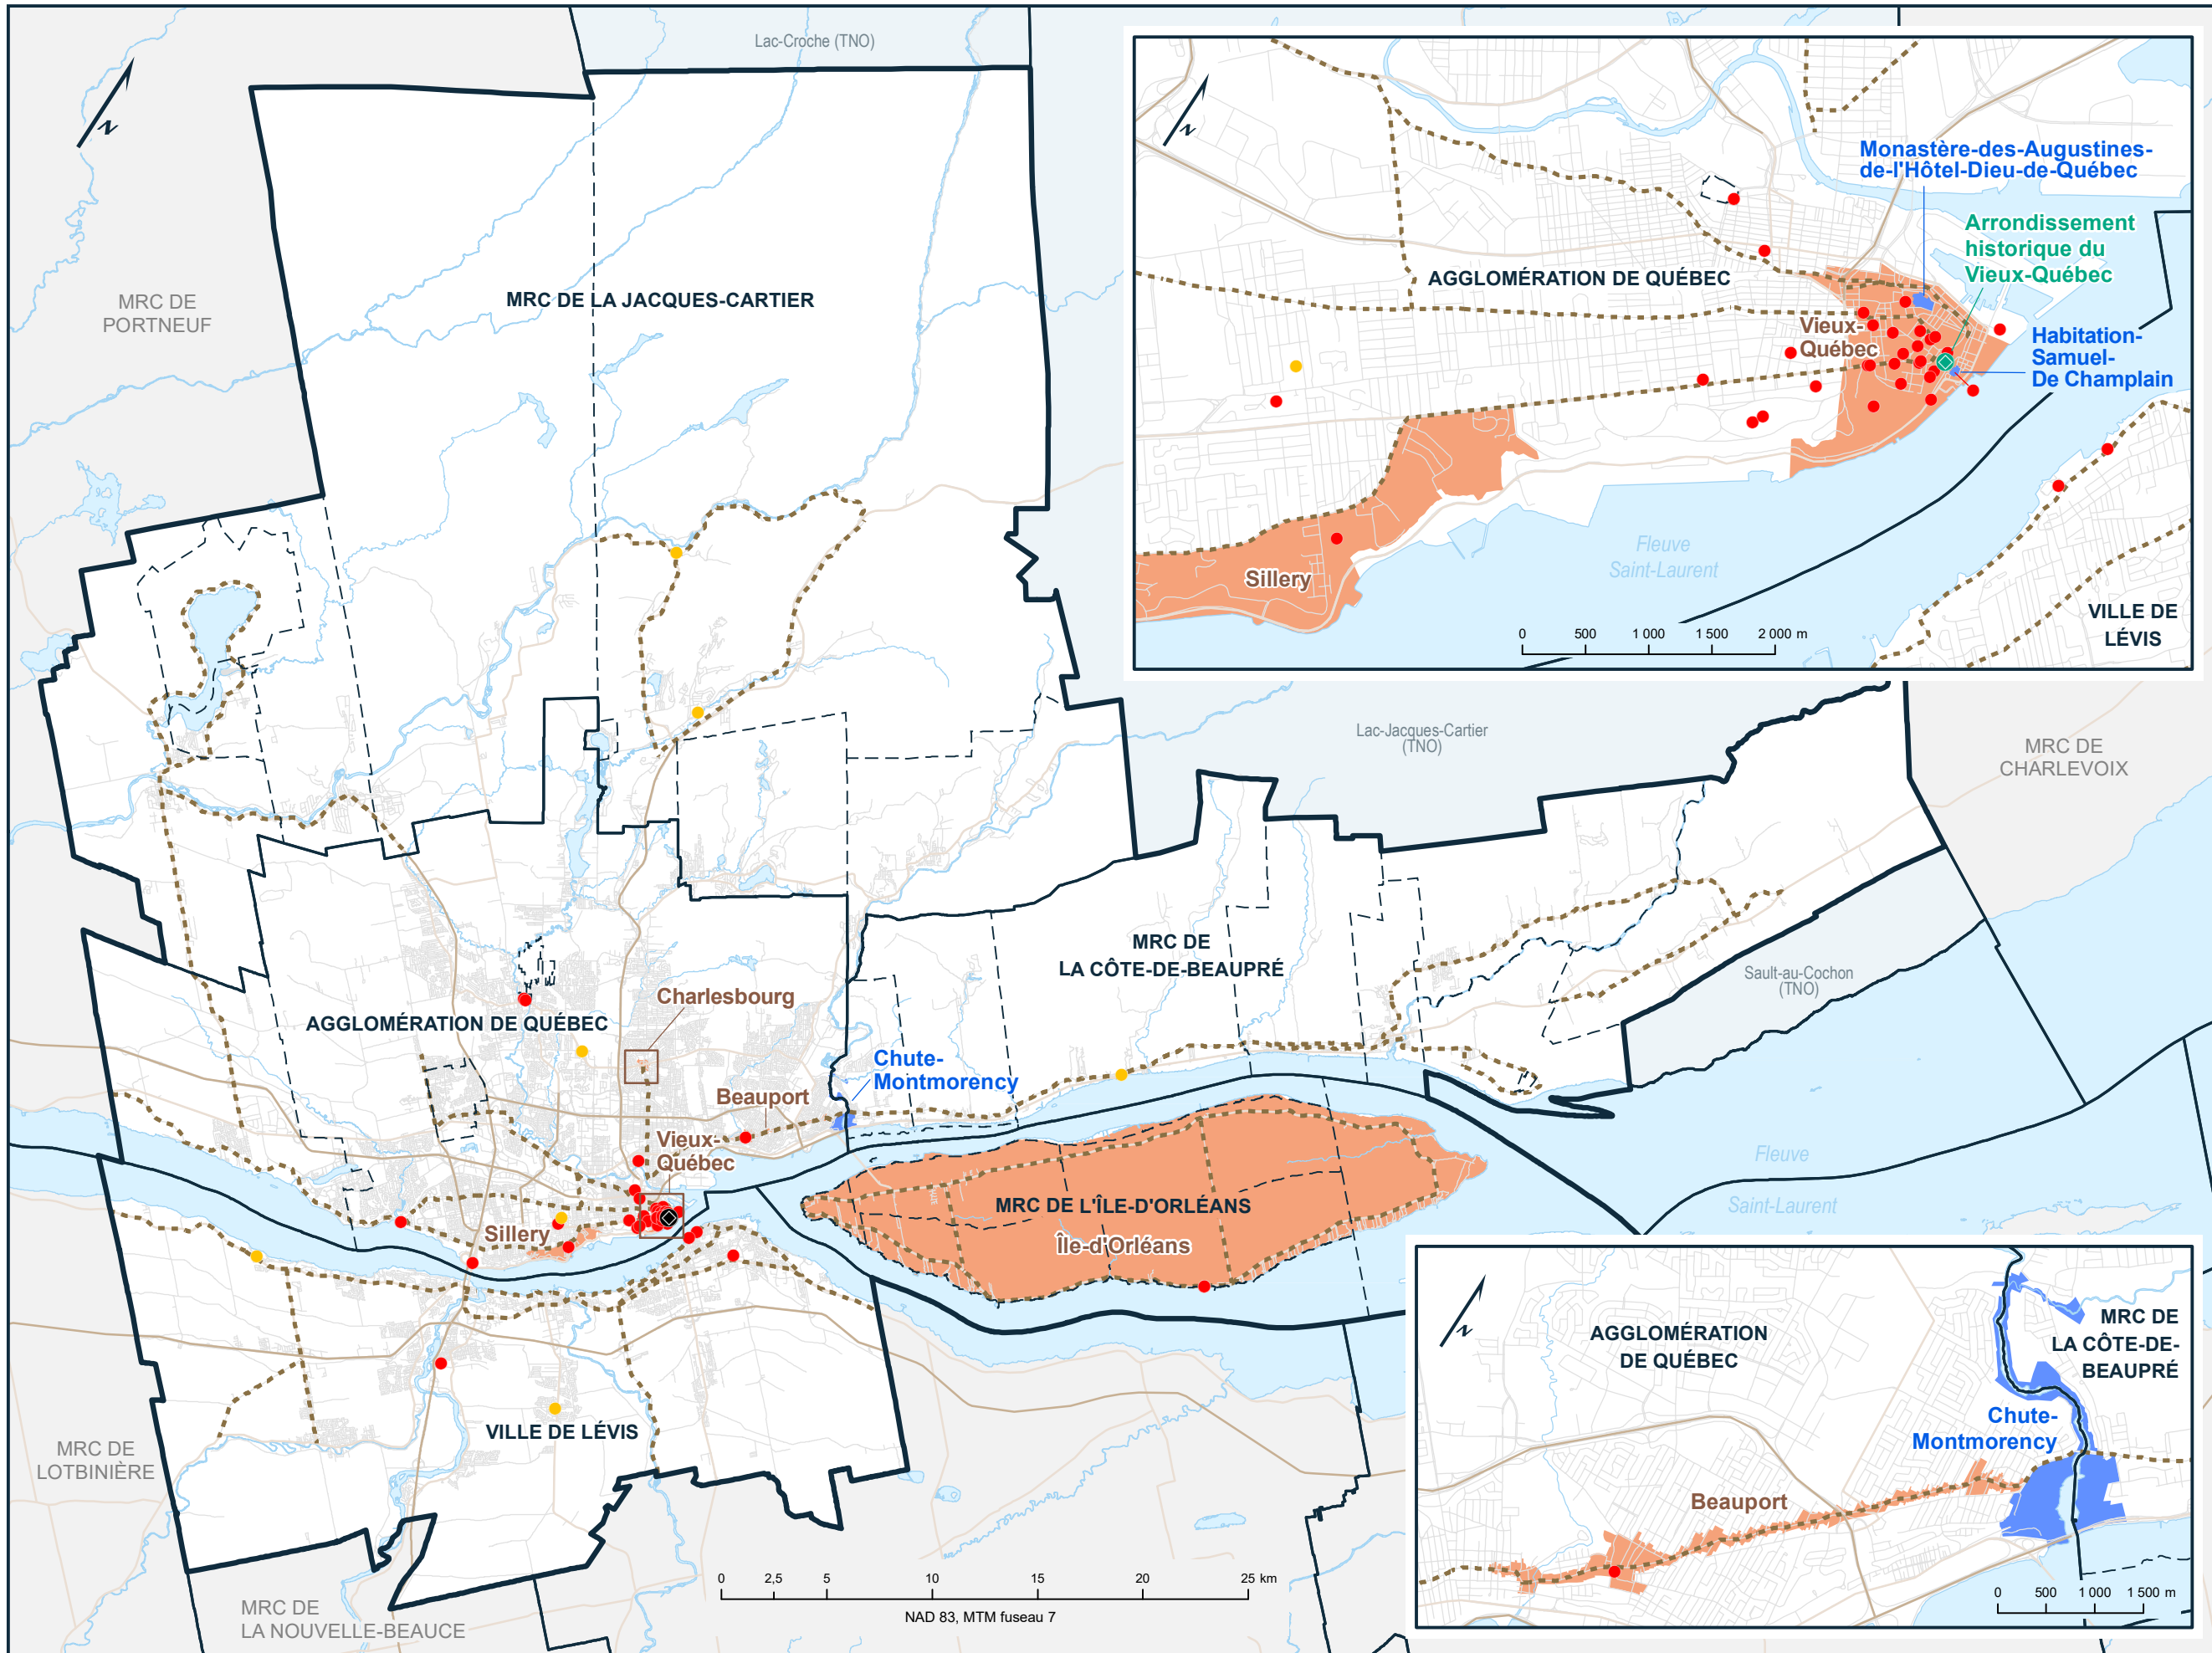 Lac-Croche (TNO)
N
MRC DE
PORTNEUF
MRC DE LA JACQUES-CARTIER
N
Monastère-des-Augustines-
de-l'Hôtel-Dieu-de-Québec
Arrondissement
historique du
Vieux-Québec
AGGLOMÉRATION DE QUÉBEC
Vieux-
Québec
Habitation-
Samuel-
De Champlain
Fleuve
Saint-Laurent
Sillery
VILLE DE
LÉVIS
0 500 1 000 1 500 2 000 m
Lac-Jacques-Cartier
(TNO)
MRC DE
CHARLEVOIX
MRC DE
LA CÔTE-DE-BEAUPRÉ
Sault-au-Cochon
(TNO)
Charlesbourg
AGGLOMÉRATION DE QUÉBEC
Chute-
Montmorency
Beauport
Vieux-
Québec
Fleuve
Saint-Laurent
MRC DE L'ÎLE-D'ORLÉANS
Île-d'Orléans
Sillery
VILLE DE LÉVIS
MRC DE
LOTBINIÈRE
MRC DE
LA NOUVELLE-BEAUCE
0 2,5 5 10 15 20 25 km
NAD 83, MTM fuseau 7
N
AGGLOMÉRATION
DE QUÉBEC
MRC DE
LA CÔTE-DE-
BEAUPRÉ
Chute-
Montmorency
Beauport
0 500 1 000 1 500 m